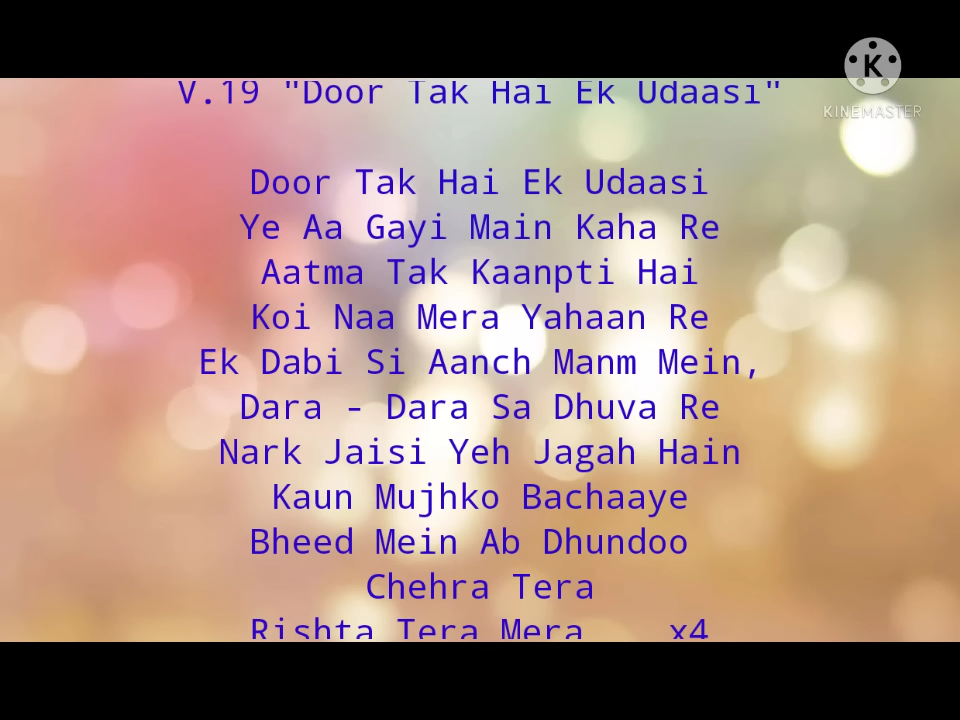 KINEMASTER
V.19 "Door Tak Hai Ek Udaasi"
Door Tak Hai Ek Udaasi
Ye Aa Gayi Main Kaha Re
Aatma Tak Kaanpti Hai
Koi Naa Mera Yahaan Re
Ek Dabi Si Aanch Manm Mein,
Dara - Dara Sa Dhuva Re
Nark Jaisi Yeh Jagah Hain
Kaun Mujhko Bachaaye
Bheed Mein Ab Dhundoo
Chehra Tera
Rishta Tera Mera x4